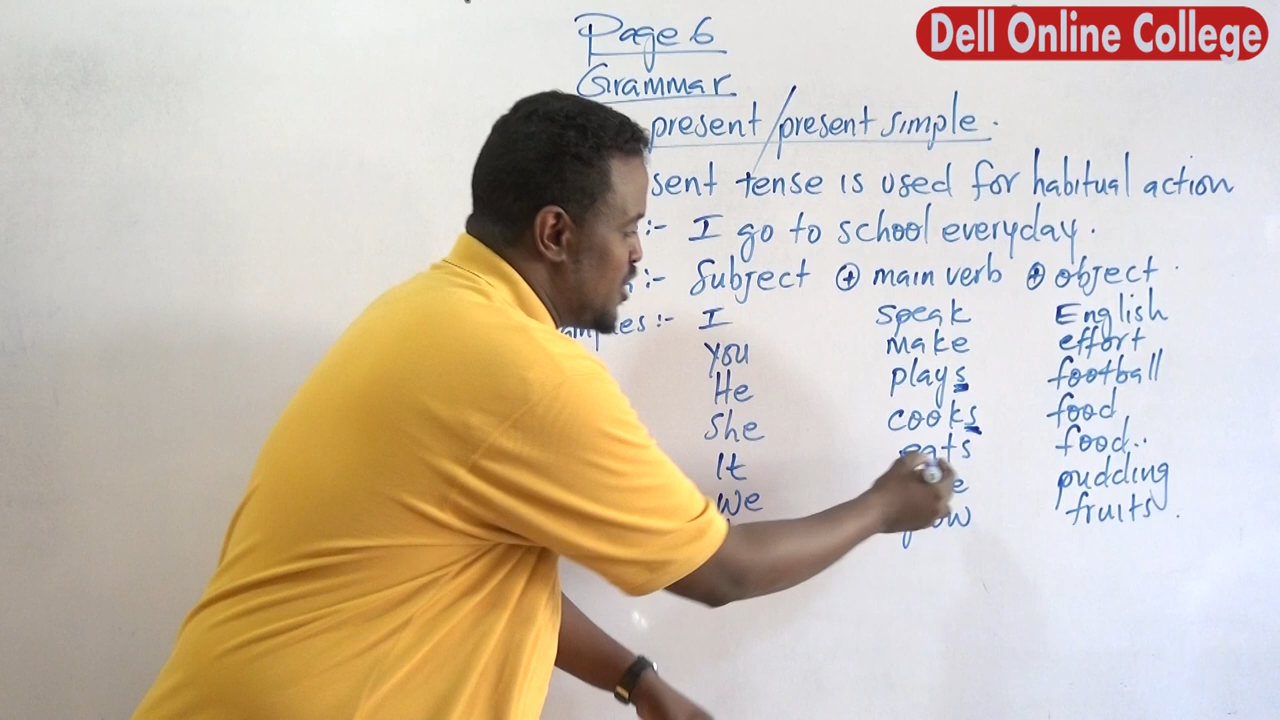 Dell Online College
Page 6
Grammar
present/present simple.
sent tense is used for habitual action
:- I go to school everyday.
:- Subject ⊕ main verb ⊕ object.
amples:- I speak English
you make effort
He plays football
She cooks food
It eats food..
We pudding
fruits.